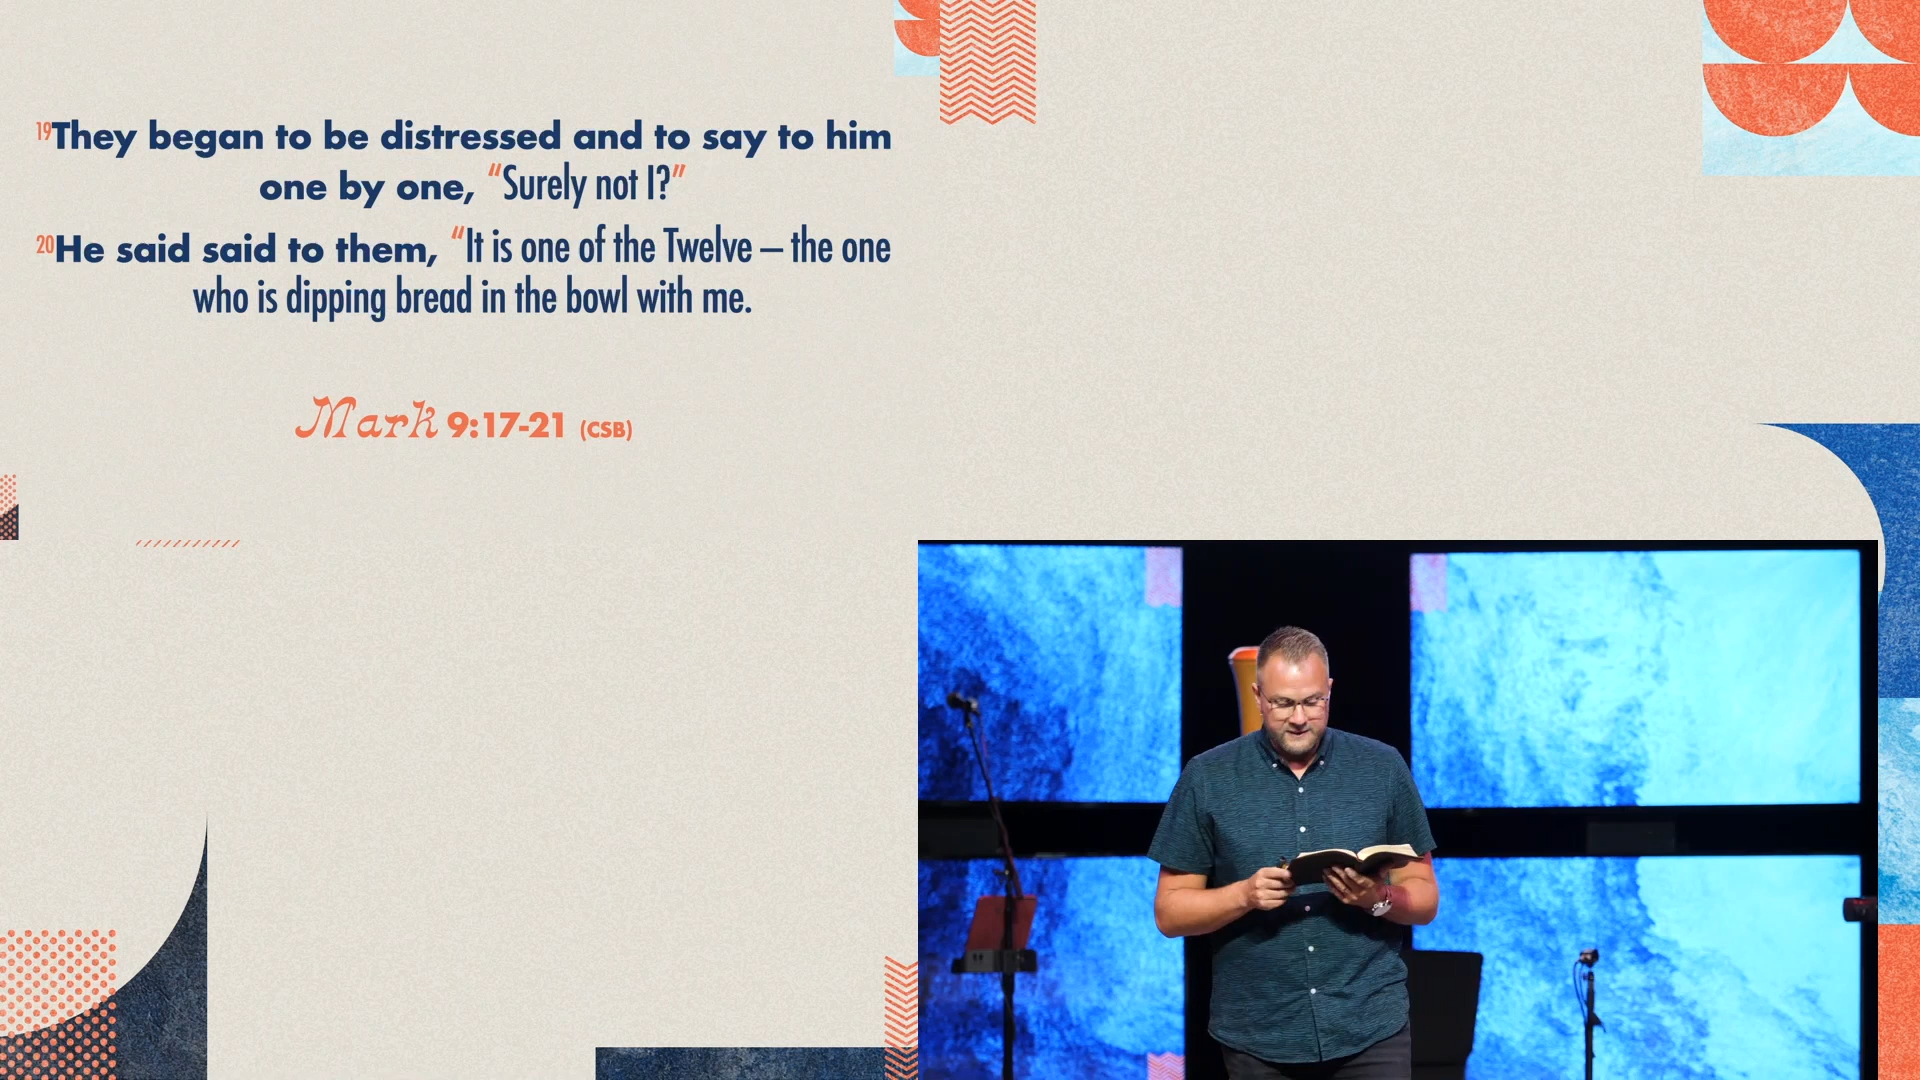 19They began to be distressed and to say to him
one by one, “Surely not I?”
20He said said to them, “It is one of the Twelve – the one
who is dipping bread in the bowl with me.
Mark 9:17-21 (CSB)